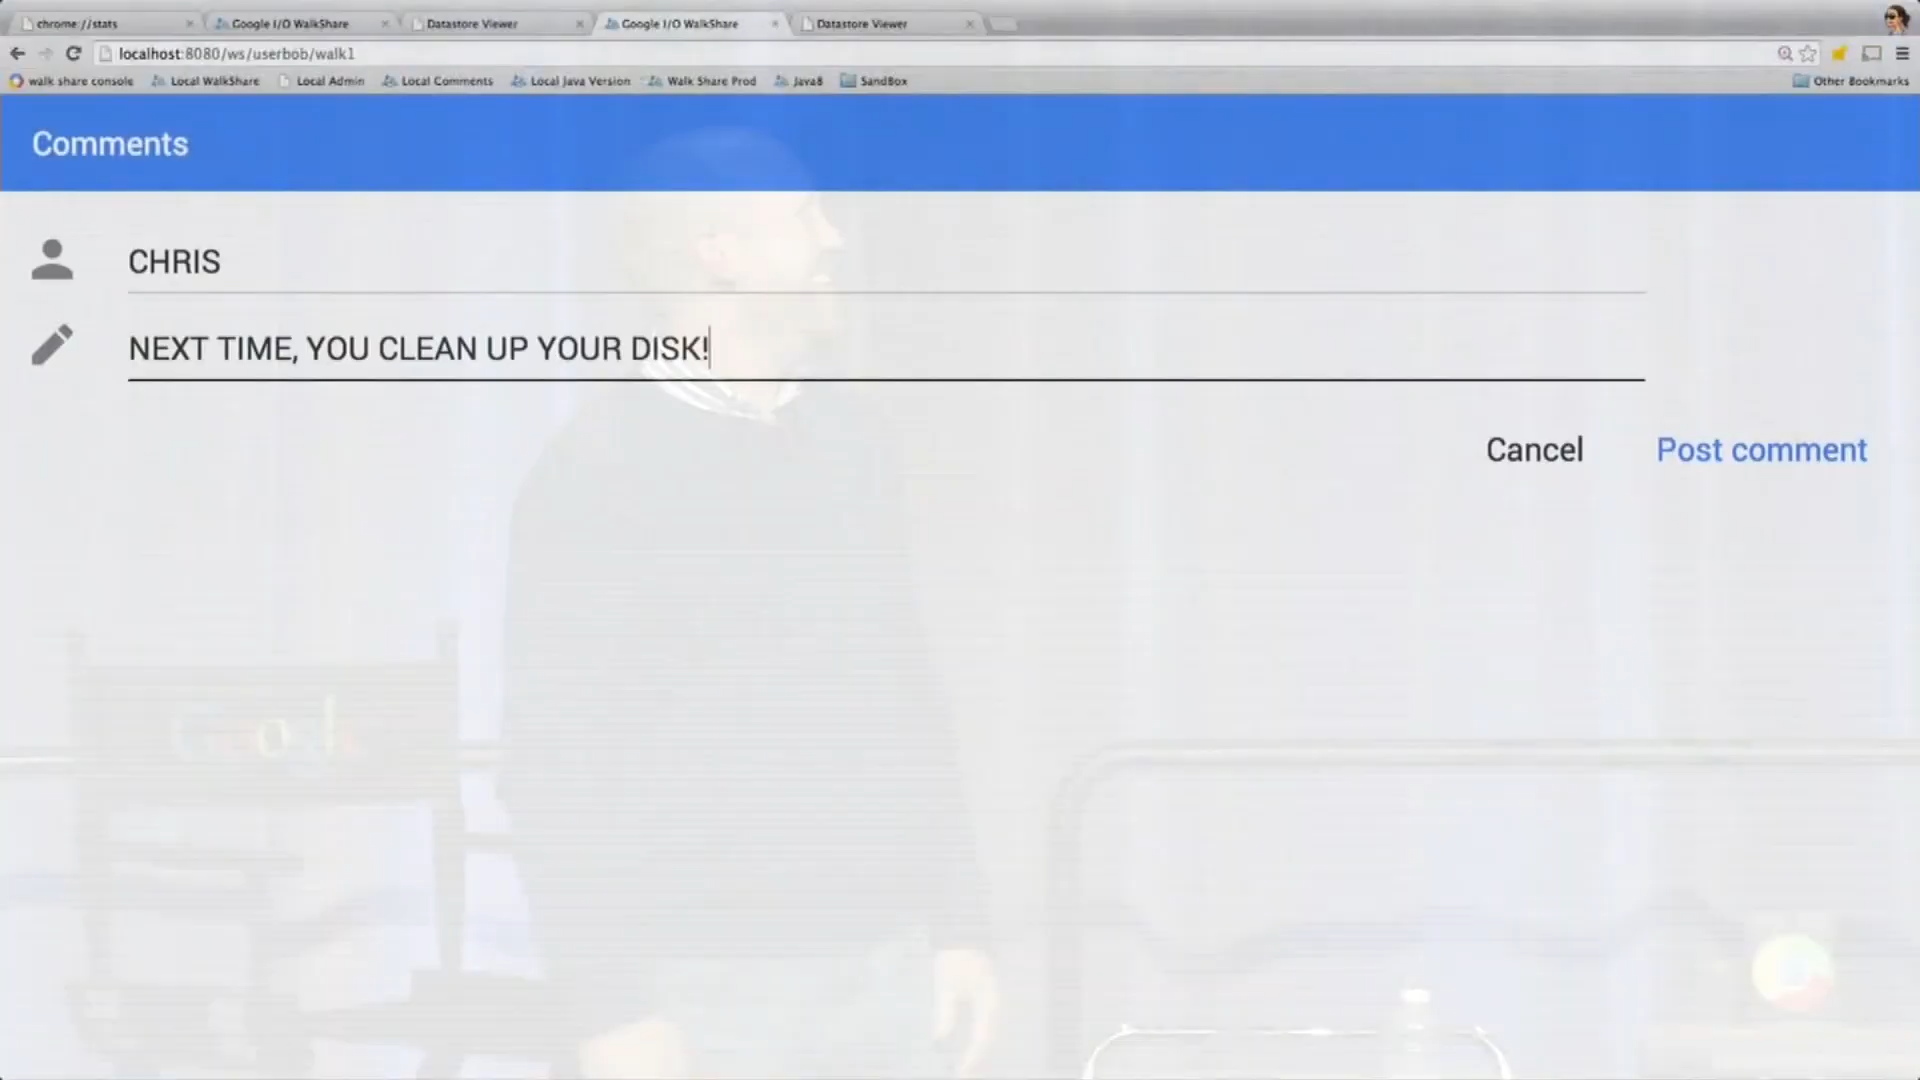 chrome://stats
Google I/O WalkShare
Datastore Viewer
Google I/O WalkShare
Datastore Viewer
localhost:8080/ws/userbob/walk1
walk share console
Local WalkShare
Local Admin
Local Comments
Local Java Version
Walk Share Prod
Java8
SandBox
Other Bookmarks
Comments
CHRIS
NEXT TIME, YOU CLEAN UP YOUR DISK!
Cancel
Post comment
Google